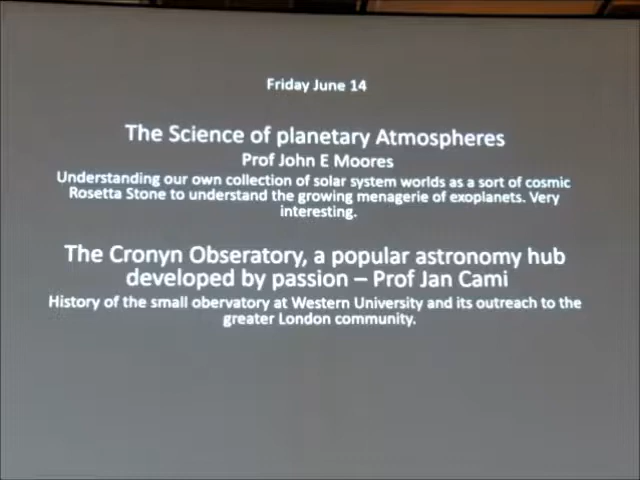 Friday June 14
The Science of planetary Atmospheres
Prof John E Moores
Understanding our own collection of solar system worlds as a sort of cosmic
Rosetta Stone to understand the growing menagerie of exoplanets. Very
interesting.
The Cronyn Obseratory, a popular astronomy hub
developed by passion – Prof Jan Cami
History of the small obervatory at Western University and its outreach to the
greater London community.